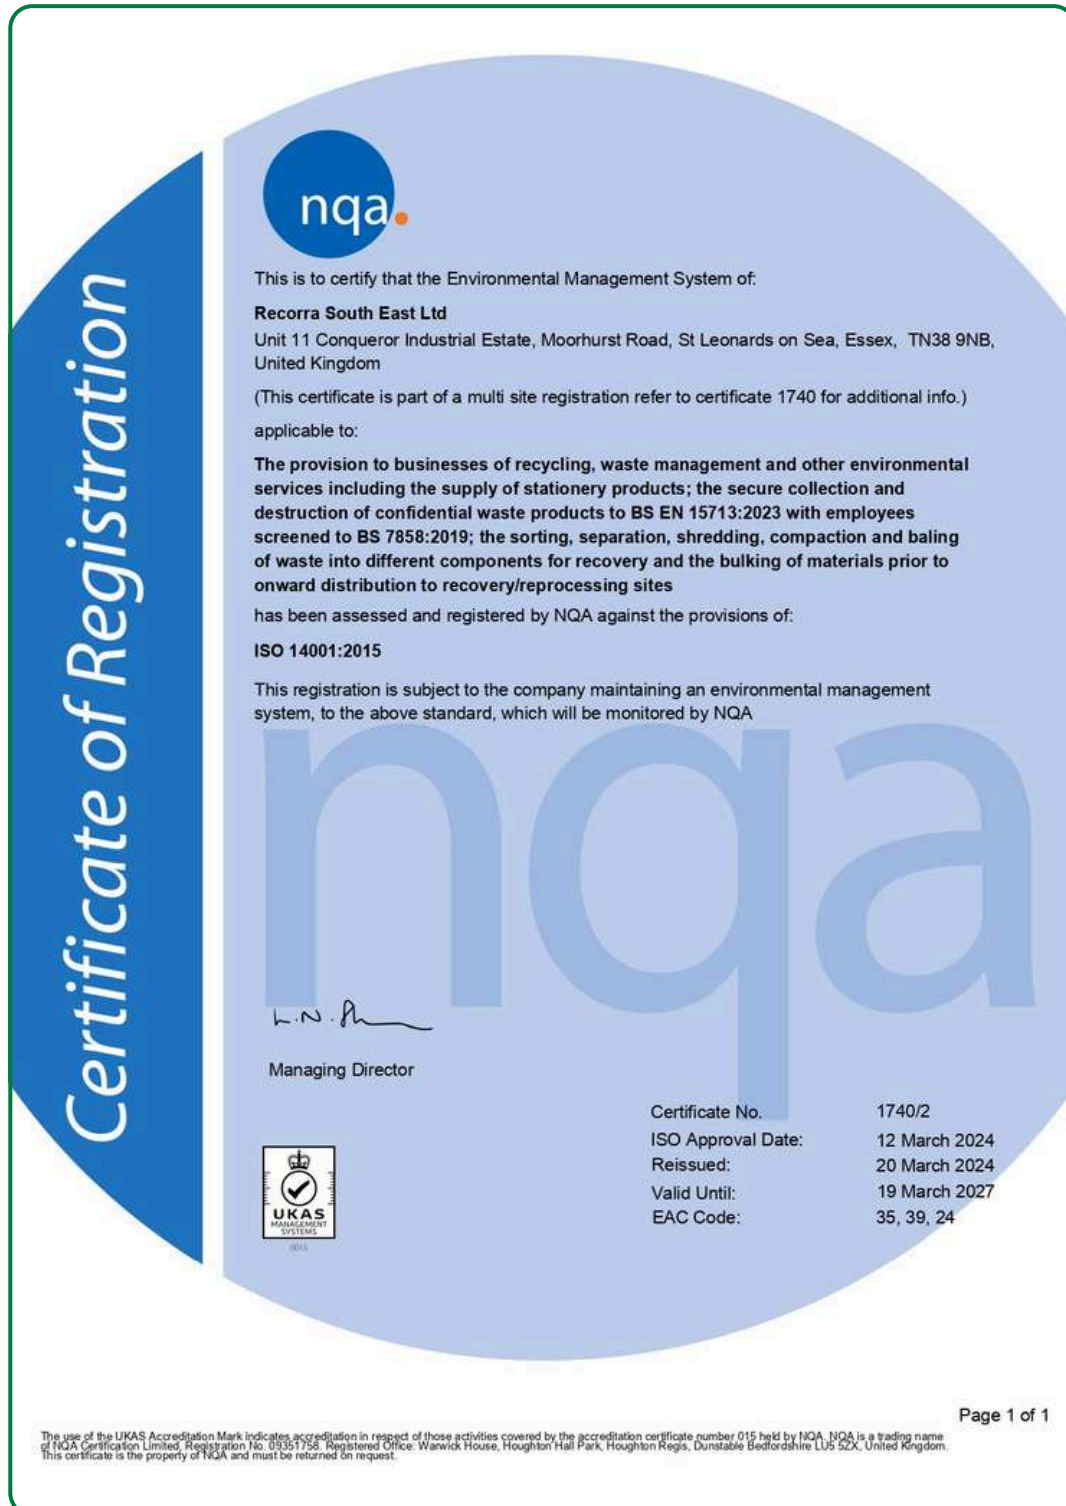 Certificate of Registration
nqa.
This is to certify that the Environmental Management System of:
Recorra South East Ltd
Unit 11 Conqueror Industrial Estate, Moorhurst Road, St Leonards on Sea, Essex, TN38 9NB,
United Kingdom
(This certificate is part of a multi site registration refer to certificate 1740 for additional info.)
applicable to:
The provision to businesses of recycling, waste management and other environmental
services including the supply of stationery products; the secure collection and
destruction of confidential waste products to BS EN 15713:2023 with employees
screened to BS 7858:2019; the sorting, separation, shredding, compaction and baling
of waste into different components for recovery and the bulking of materials prior to
onward distribution to recovery/reprocessing sites
has been assessed and registered by NQA against the provisions of:
ISO 14001:2015
This registration is subject to the company maintaining an environmental management
system, to the above standard, which will be monitored by NQA
nqa
Managing Director
Certificate No. 1740/2
ISO Approval Date: 12 March 2024
Reissued: 20 March 2024
Valid Until: 19 March 2027
EAC Code: 35, 39, 24
UKAS
MANAGEMENT
SYSTEMS
Page 1 of 1
The use of the UKAS Accreditation Mark indicates accreditation in respect of those activities covered by the accreditation certificate number 015 held by NQA. NQA is a trading name
of NQA Certification Limited, Registration No. 09351758. Registered Office: Warwick House, Houghton Hall Park, Houghton Regis, Dunstable Bedfordshire LU5 5ZX, United Kingdom.
This certificate is the property of NQA and must be returned on request.